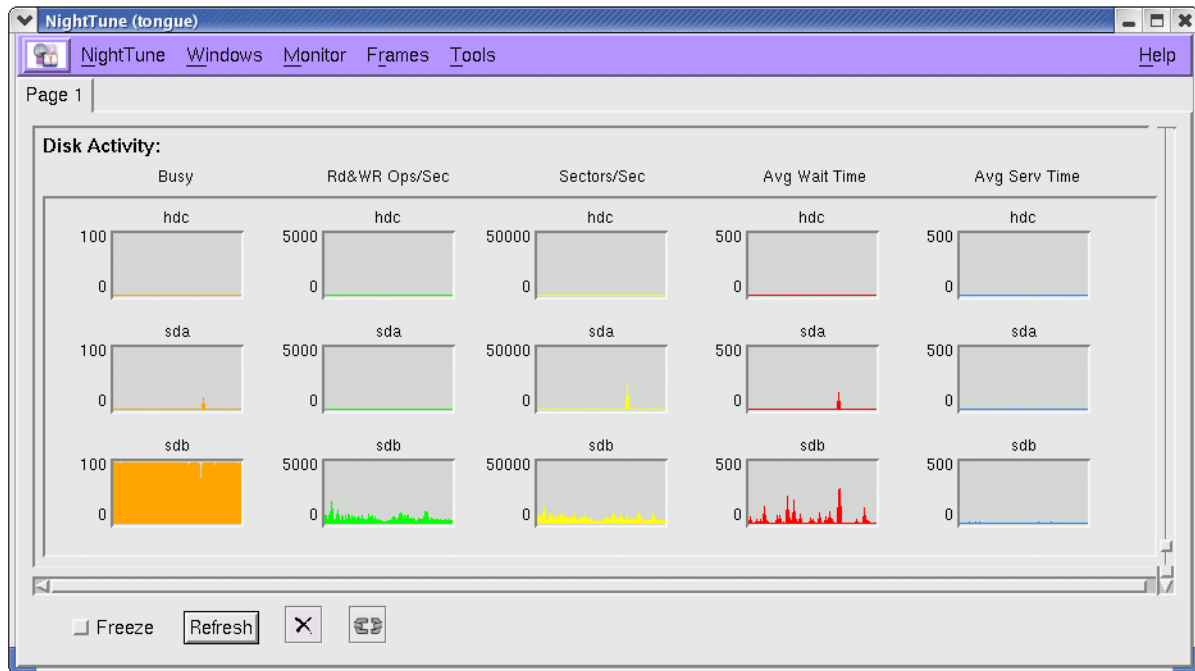 NightTune (tongue)
NightTune Windows Monitor Frames Tools Help
Page 1
Disk Activity:
Busy Rd&WR Ops/Sec Sectors/Sec Avg Wait Time Avg Serv Time
hdc hdc hdc hdc hdc
100 5000 50000 500 500
0 0 0 0 0
sda sda sda sda sda
100 5000 50000 500 500
0 0 0 0 0
sdb sdb sdb sdb sdb
100 5000 50000 500 500
0 0 0 0 0
Freeze Refresh